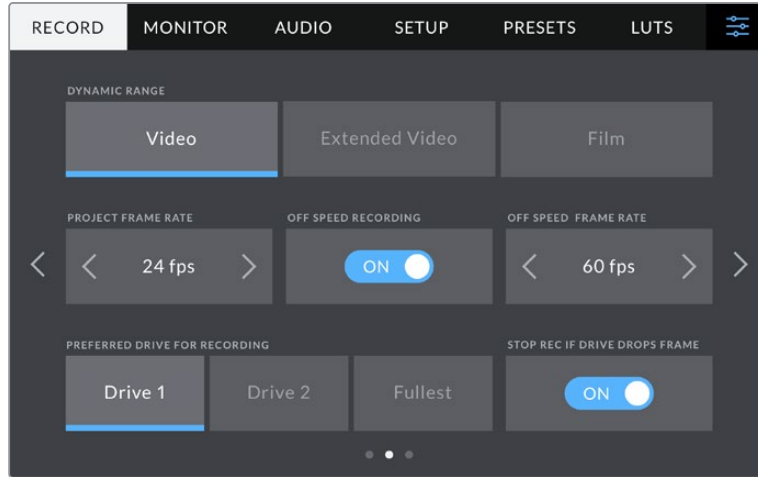 RECORD MONITOR AUDIO SETUP PRESETS LUTS
DYNAMIC RANGE
Video Extended Video Film
PROJECT FRAME RATE OFF SPEED RECORDING OFF SPEED FRAME RATE
24 fps ON 60 fps
PREFERRED DRIVE FOR RECORDING STOP REC IF DRIVE DROPS FRAME
Drive 1 Drive 2 Fullest ON